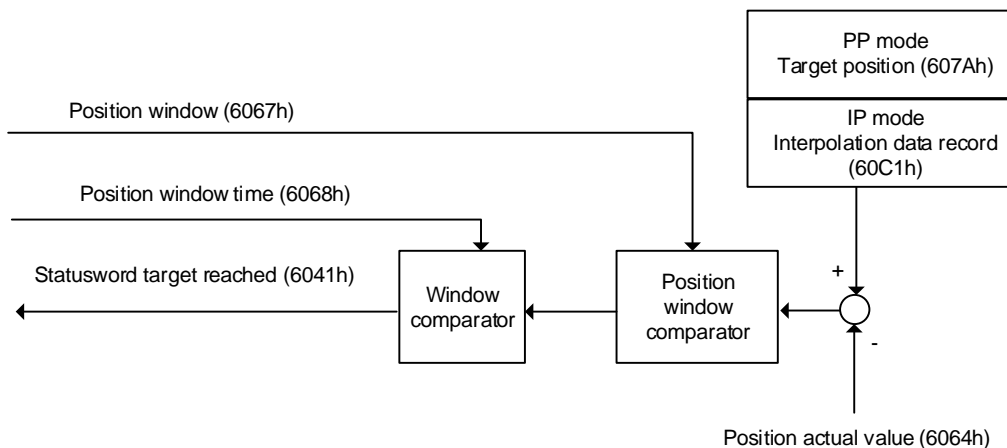 PP mode
Target position (607Ah)
Position window (6067h)
IP mode
Interpolation data record
(60C1h)
Position window time (6068h)
Statusword target reached (6041h)
Window
comparator
Position
window
comparator
+
-
Position actual value (6064h)